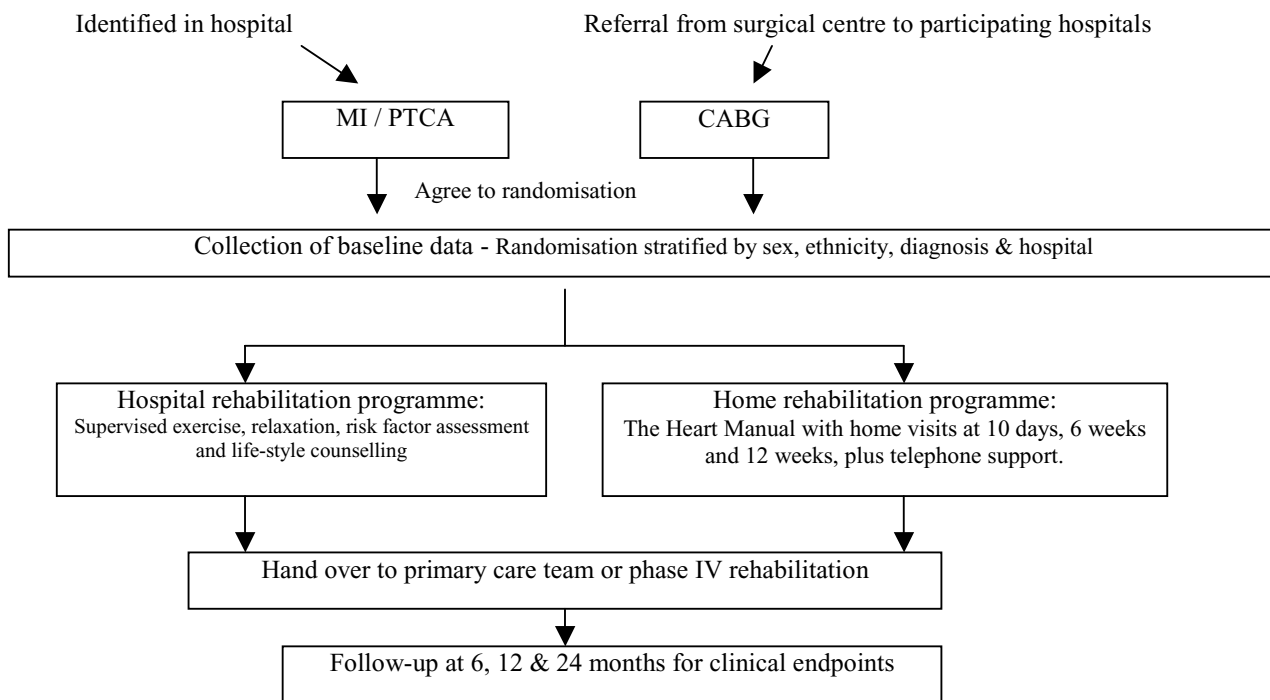 Identified in hospital
Referral from surgical centre to participating hospitals
MI / PTCA
CABG
Agree to randomisation
Collection of baseline data - Randomisation stratified by sex, ethnicity, diagnosis & hospital
Hospital rehabilitation programme:
Supervised exercise, relaxation, risk factor assessment
and life-style counselling
Home rehabilitation programme:
The Heart Manual with home visits at 10 days, 6 weeks
and 12 weeks, plus telephone support.
Hand over to primary care team or phase IV rehabilitation
Follow-up at 6, 12 & 24 months for clinical endpoints